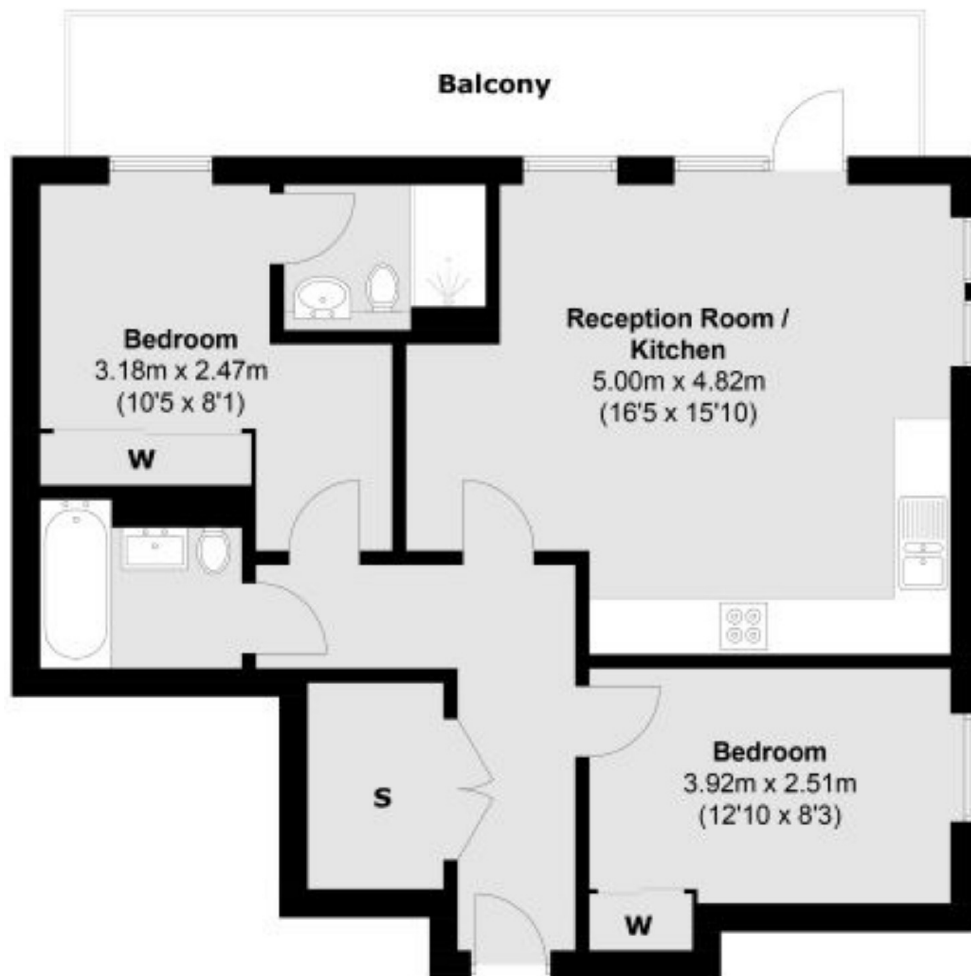 Balcony
Bedroom
3.18m x 2.47m
(10'5 x 8'1)
W
Reception Room /
Kitchen
5.00m x 4.82m
(16'5 x 15'10)
S
Bedroom
3.92m x 2.51m
(12'10 x 8'3)
W